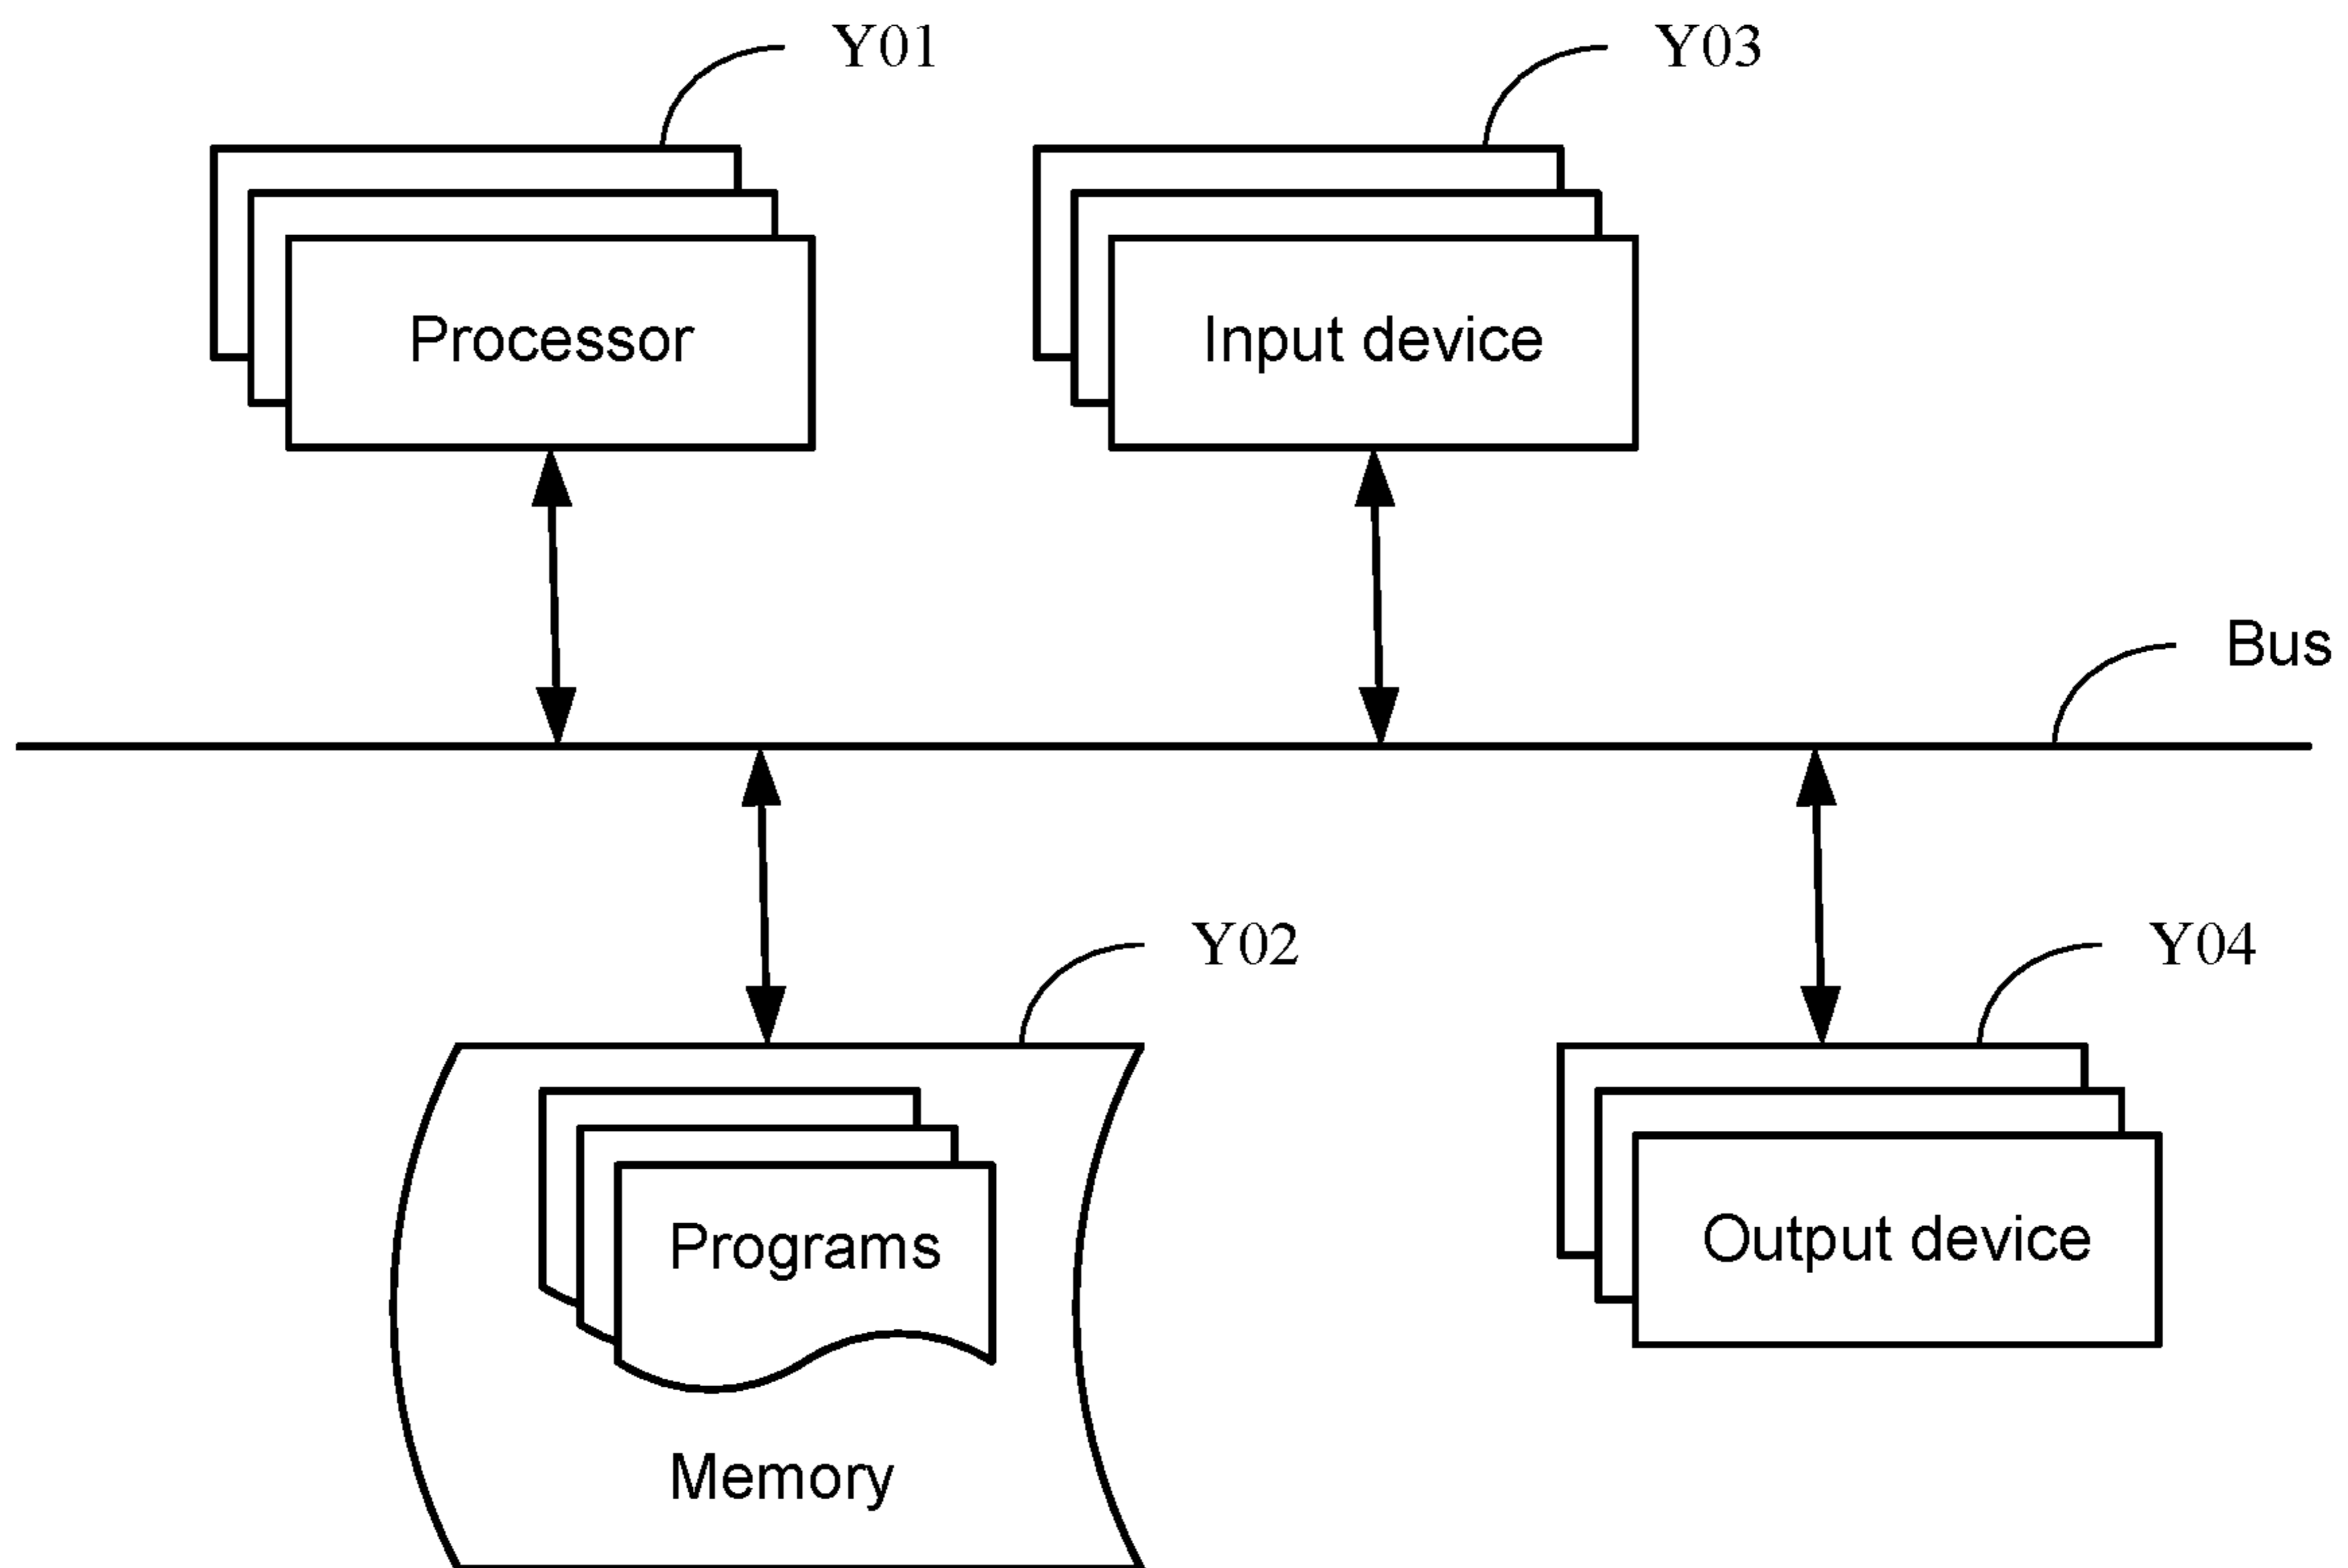 Y01
Y03
Processor
Input device
Bus
Y02
Y04
Programs
Output device
Memory